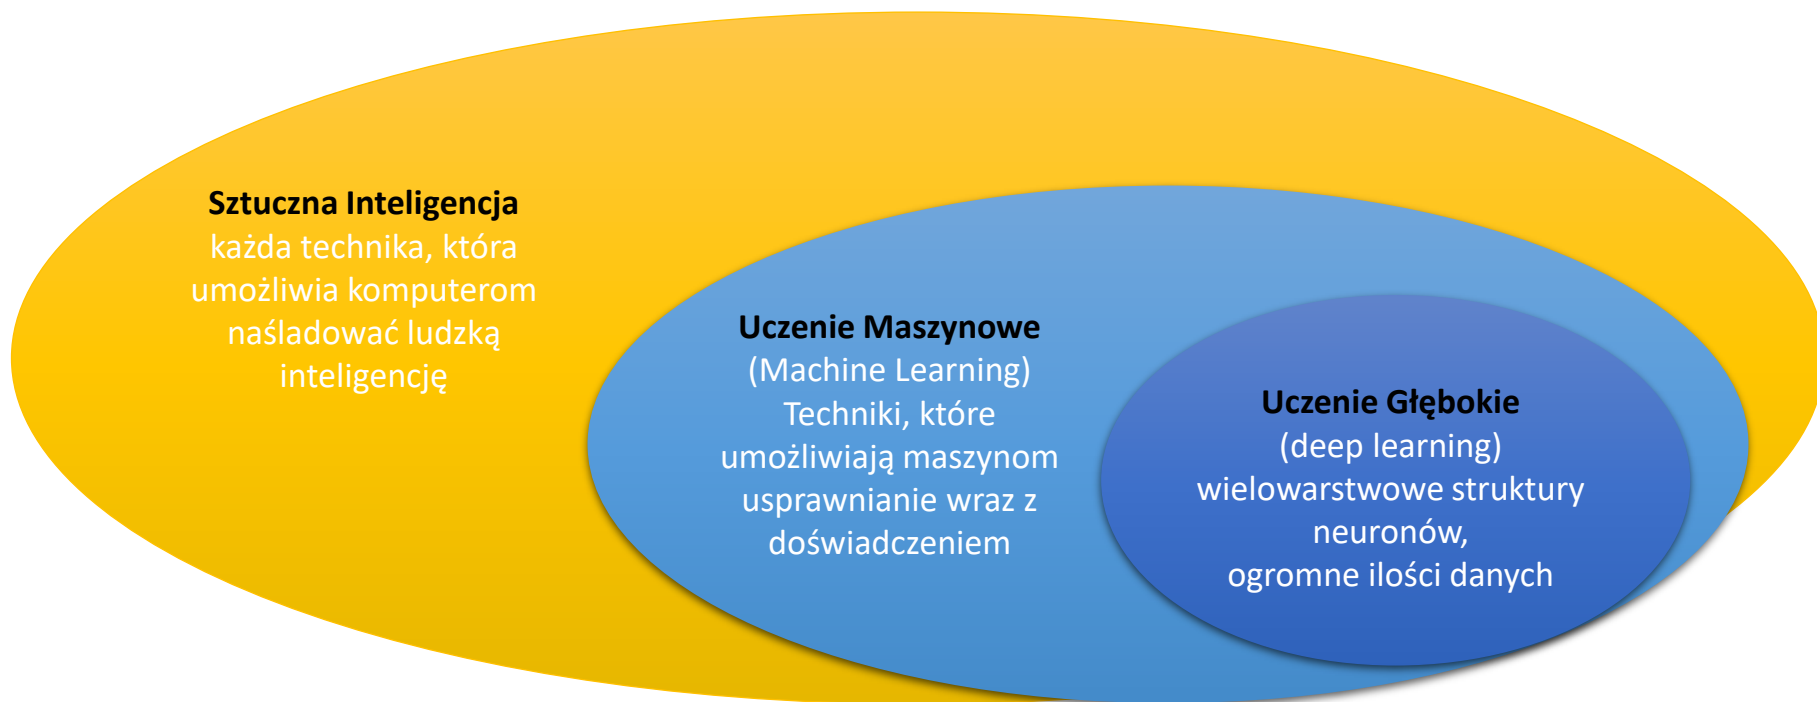 Sztuczna Inteligencja
każda technika, która
umożliwia komputerom
naśladować ludzką
inteligencję
Uczenie Maszynowe
(Machine Learning)
Techniki, które
umożliwiają maszynom
usprawnianie wraz z
doświadczeniem
Uczenie Głębokie
(deep learning)
wielowarstwowe struktury
neuronów,
ogromne ilości danych